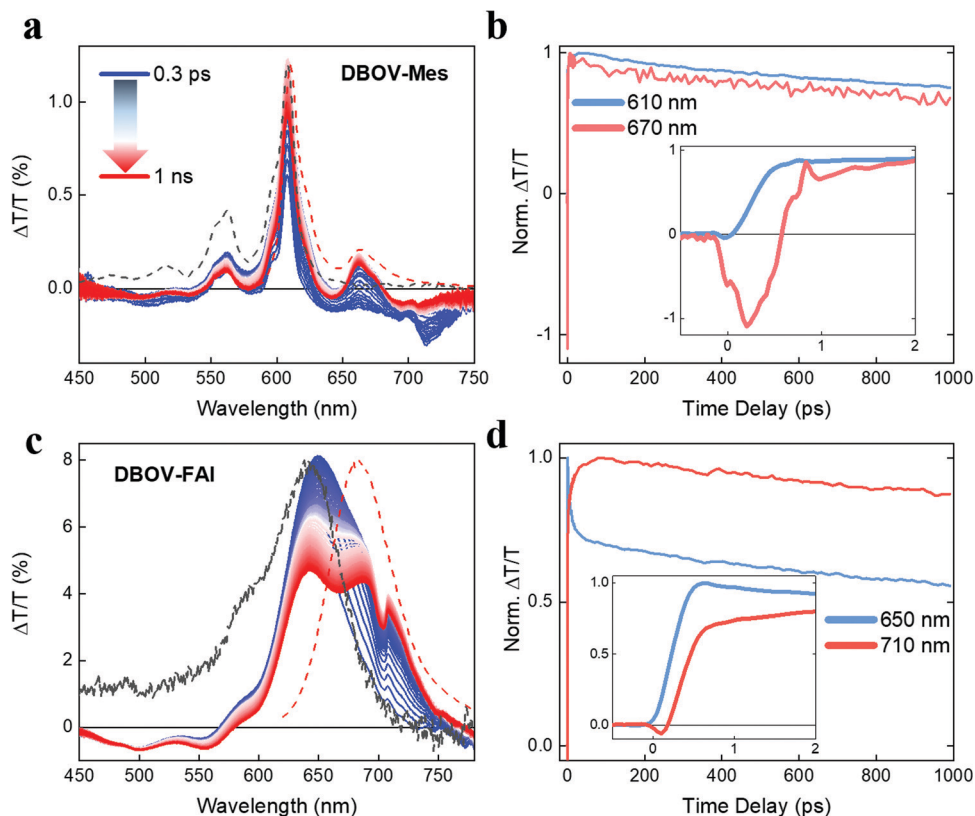 a
0.3 ps
DBOV-Mes
1 ns
ΔT/T (%)
1.0
0.5
0.0
450 500 550 600 650 700 750
Wavelength (nm)
b
610 nm
670 nm
Norm. ΔT/T
1
0
-1
1
0
-1
0 1 2
0 200 400 600 800 1000
Time Delay (ps)
c
DBOV-FAI
ΔT/T (%)
8
6
4
2
0
450 500 550 600 650 700 750
Wavelength (nm)
d
650 nm
710 nm
Norm. ΔT/T
1.0
0.5
0.0
1.0
0.5
0.0
0 1 2
0 200 400 600 800 1000
Time Delay (ps)